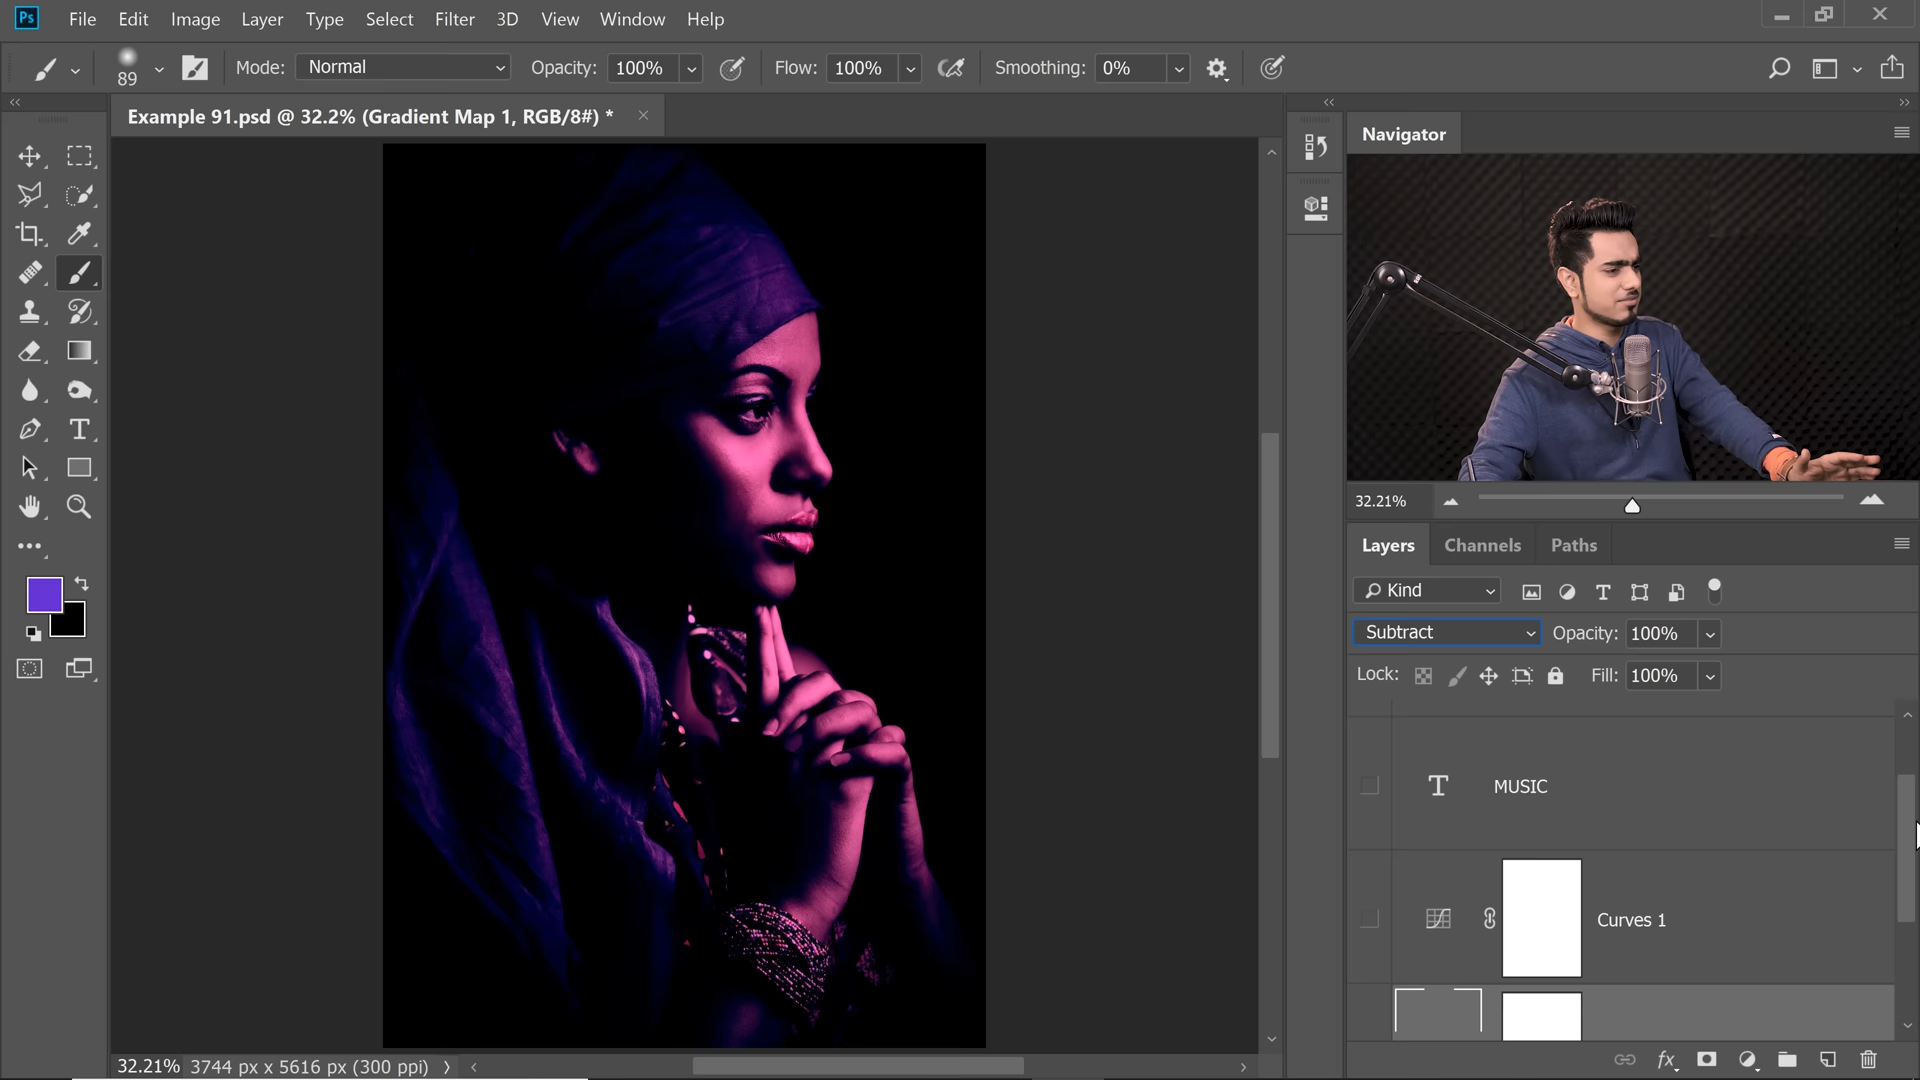 Ps File Edit Image Layer Type Select Filter 3D View Window Help
89 Mode: Normal Opacity: 100% Flow: 100% Smoothing: 0%
Example 91.psd @ 32.2% (Gradient Map 1, RGB/8#) *
Navigator
32.21%
Layers Channels Paths
Kind
Subtract Opacity: 100%
Lock: Fill: 100%
T MUSIC
Curves 1
fx
32.21% 3744 px x 5616 px (300 ppi)